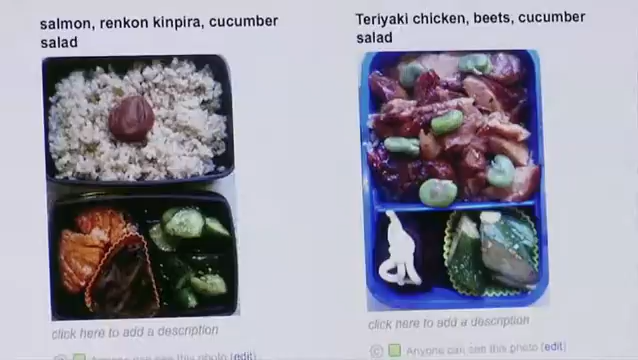 salmon, renkon kinpira, cucumber
salad
click here to add a description
Anyone can see this photo (edit)
Teriyaki chicken, beets, cucumber
salad
click here to add a description
© Anyone can see this photo (edit)